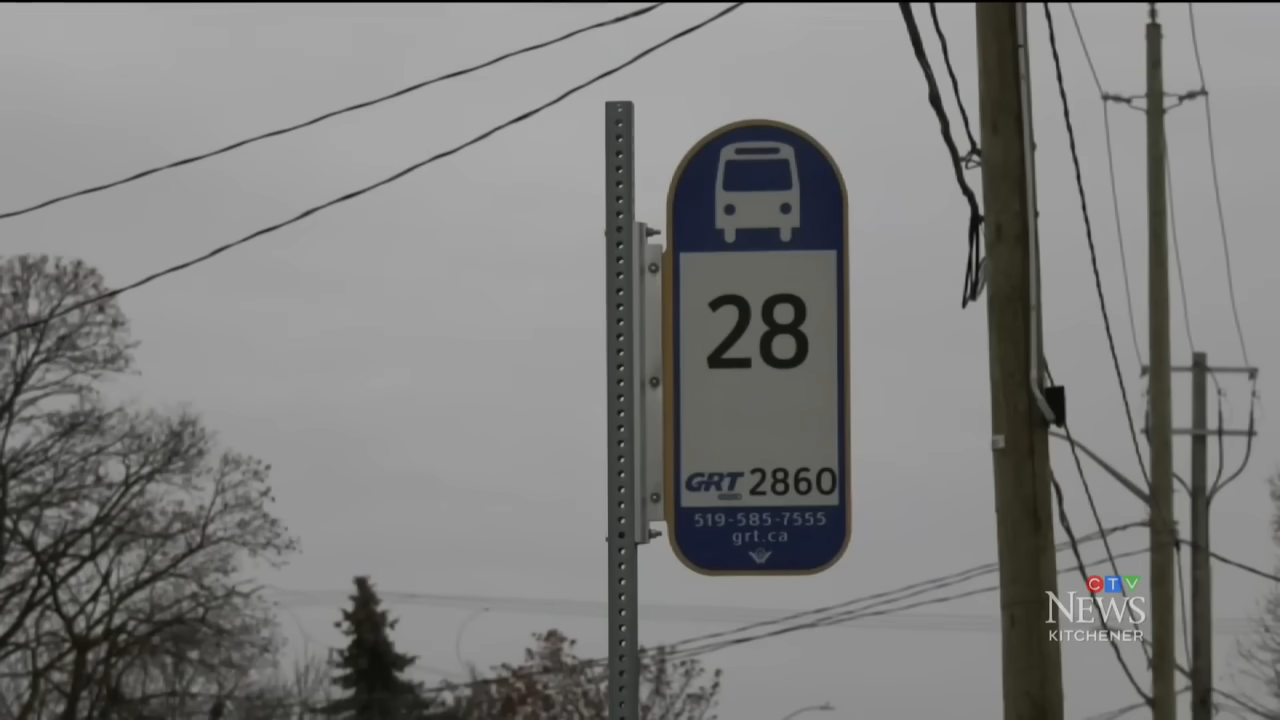 28
GRT 2860
519-585-7555
grt.ca
CTV
NEWS
KITCHENER